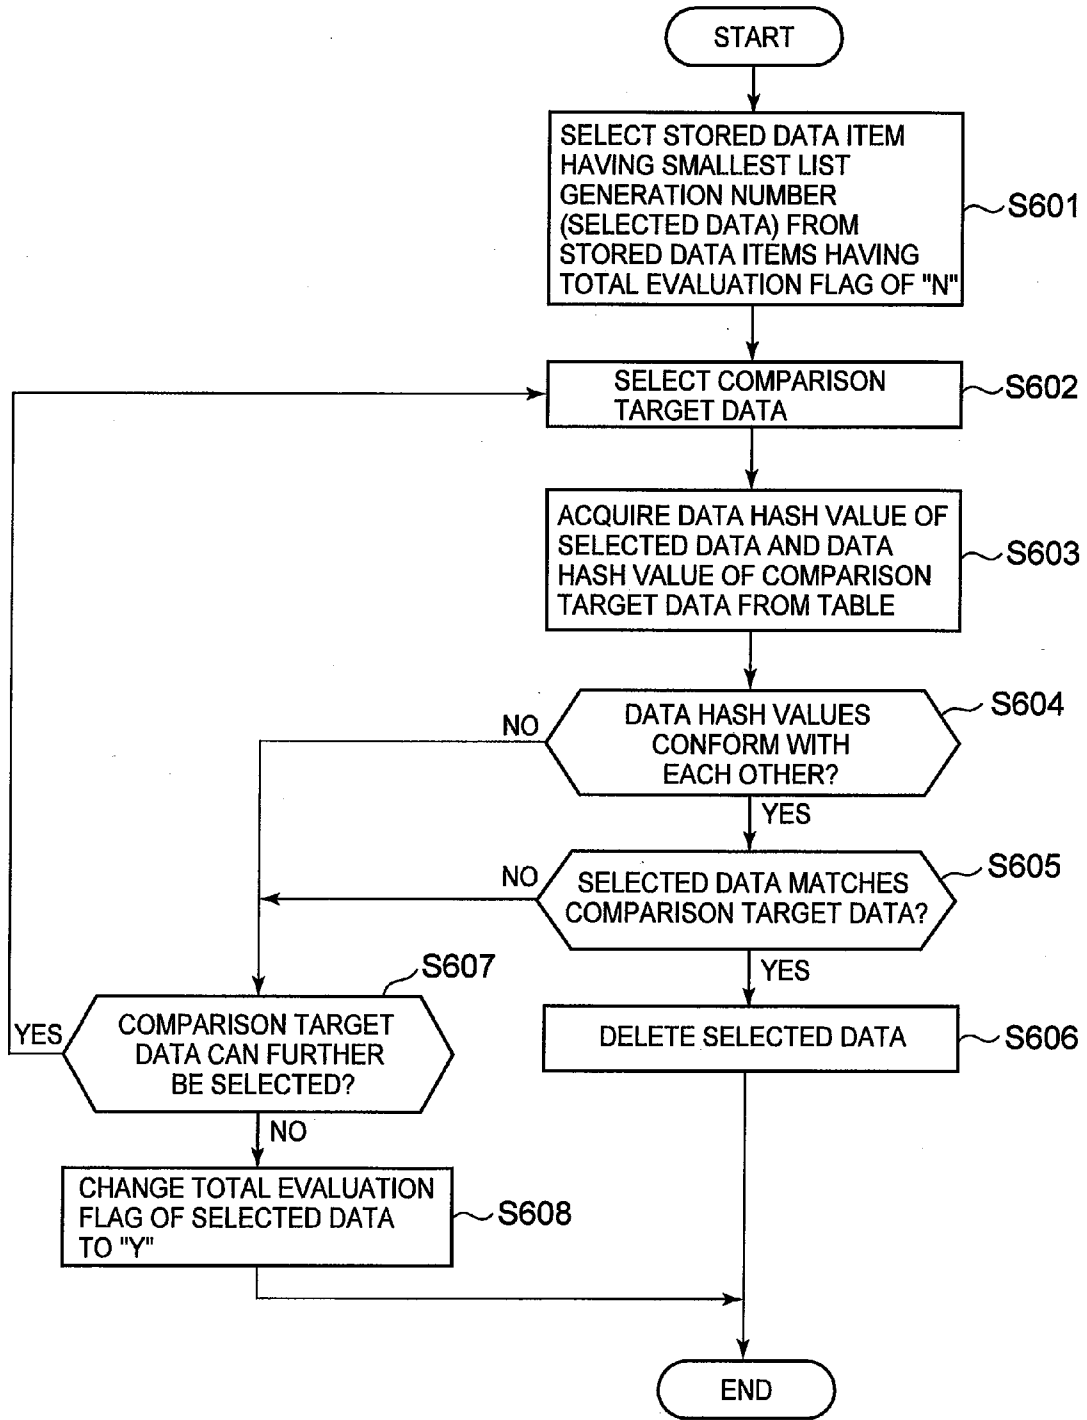 START
SELECT STORED DATA ITEM
HAVING SMALLEST LIST
GENERATION NUMBER
(SELECTED DATA) FROM
STORED DATA ITEMS HAVING
TOTAL EVALUATION FLAG OF "N"
S601
SELECT COMPARISON
TARGET DATA
S602
ACQUIRE DATA HASH VALUE OF
SELECTED DATA AND DATA
HASH VALUE OF COMPARISON
TARGET DATA FROM TABLE
S603
DATA HASH VALUES
CONFORM WITH
EACH OTHER?
S604
NO
YES
SELECTED DATA MATCHES
COMPARISON TARGET DATA?
S605
NO
YES
DELETE SELECTED DATA
S606
S607
COMPARISON TARGET
DATA CAN FURTHER
BE SELECTED?
YES
NO
CHANGE TOTAL EVALUATION
FLAG OF SELECTED DATA
TO "Y"
S608
END